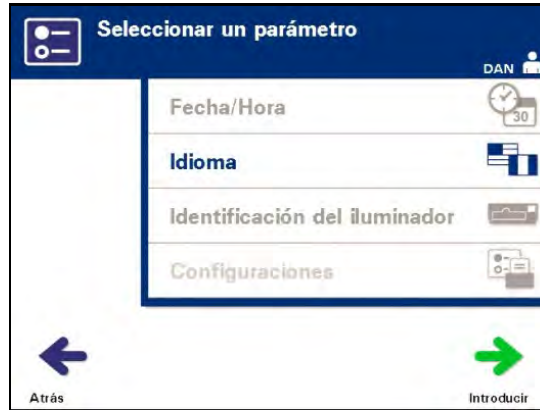 Seleccionar un parámetro
DAN
Fecha/Hora
30
Idioma
Identificación del iluminador
Configuraciones
Atrás
Introducir